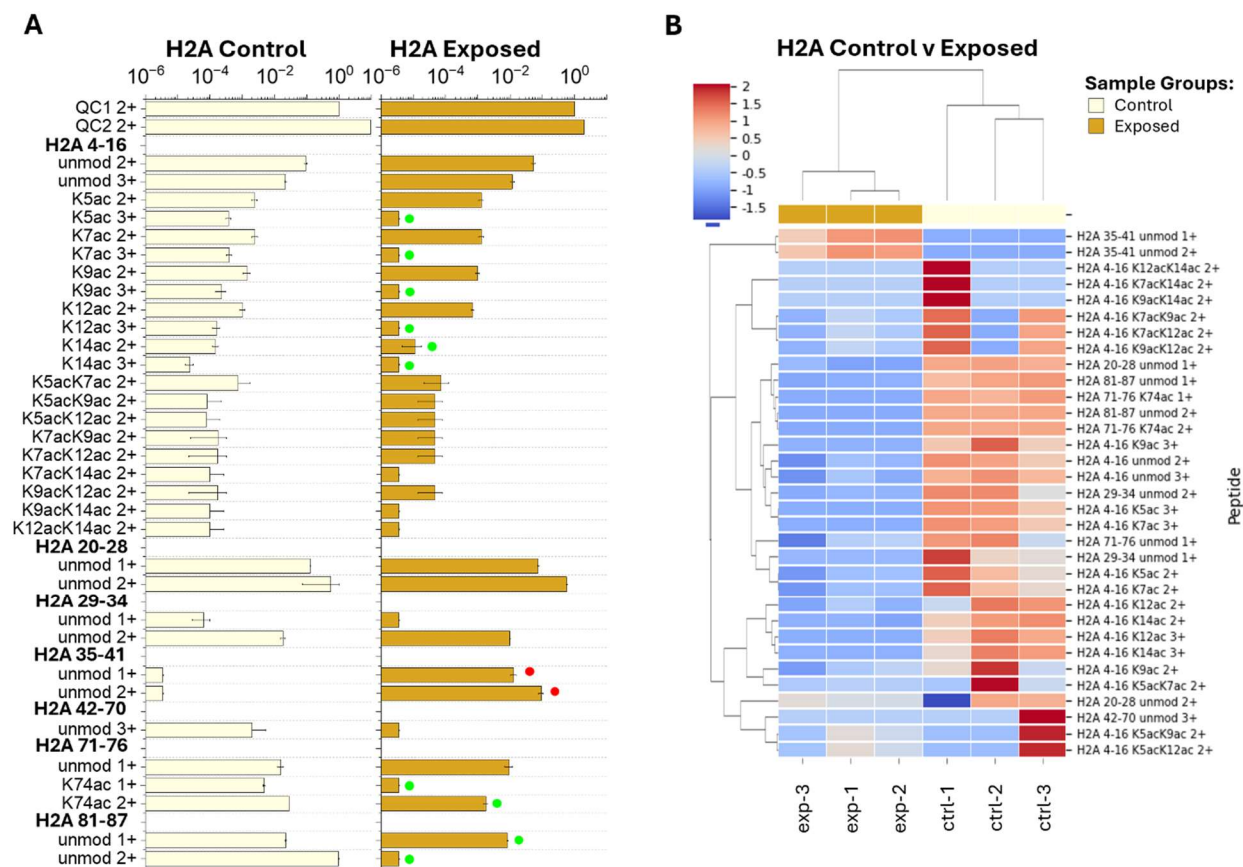 A
H2A Control
H2A Exposed
10⁻⁶ 10⁻⁴ 10⁻² 10⁰
10⁻⁶ 10⁻⁴ 10⁻² 10⁰
QC1 2+
QC2 2+
H2A 4-16
unmod 2+
unmod 3+
K5ac 2+
K5ac 3+
K7ac 2+
K7ac 3+
K9ac 2+
K9ac 3+
K12ac 2+
K12ac 3+
K14ac 2+
K14ac 3+
K5acK7ac 2+
K5acK9ac 2+
K5acK12ac 2+
K7acK9ac 2+
K7acK12ac 2+
K7acK14ac 2+
K9acK12ac 2+
K9acK14ac 2+
K12acK14ac 2+
H2A 20-28
unmod 1+
unmod 2+
H2A 29-34
unmod 1+
unmod 2+
H2A 35-41
unmod 1+
unmod 2+
H2A 42-70
unmod 3+
H2A 71-76
unmod 1+
K74ac 1+
K74ac 2+
H2A 81-87
unmod 1+
unmod 2+
B
H2A Control v Exposed
2
1.5
1
0.5
0
-0.5
-1
-1.5
Sample Groups:
Control
Exposed
H2A 35-41 unmod 1+
H2A 35-41 unmod 2+
H2A 4-16 K12acK14ac 2+
H2A 4-16 K7acK14ac 2+
H2A 4-16 K9acK14ac 2+
H2A 4-16 K7acK9ac 2+
H2A 4-16 K7acK12ac 2+
H2A 4-16 K9acK12ac 2+
H2A 20-28 unmod 1+
H2A 81-87 unmod 1+
H2A 71-76 K74ac 1+
H2A 81-87 unmod 2+
H2A 71-76 K74ac 2+
H2A 4-16 K9ac 3+
H2A 4-16 unmod 2+
H2A 4-16 unmod 3+
H2A 29-34 unmod 2+
H2A 4-16 K5ac 3+
H2A 4-16 K7ac 3+
H2A 71-76 unmod 1+
H2A 29-34 unmod 1+
H2A 4-16 K5ac 2+
H2A 4-16 K7ac 2+
H2A 4-16 K12ac 2+
H2A 4-16 K14ac 2+
H2A 4-16 K12ac 3+
H2A 4-16 K14ac 3+
H2A 4-16 K9ac 2+
H2A 4-16 K5acK7ac 2+
H2A 20-28 unmod 2+
H2A 42-70 unmod 3+
H2A 4-16 K5acK9ac 2+
H2A 4-16 K5acK12ac 2+
Peptide
exp-3
exp-1
exp-2
ctrl-1
ctrl-2
ctrl-3